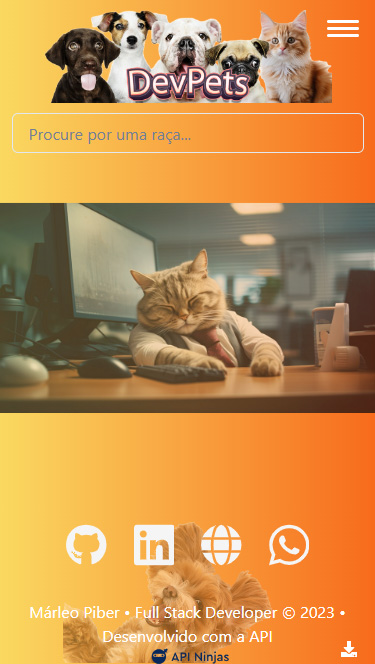 DevPets
Procure por uma raça...
Márleo Piber • Full Stack Developer © 2023 •
Desenvolvido com a API
API Ninjas